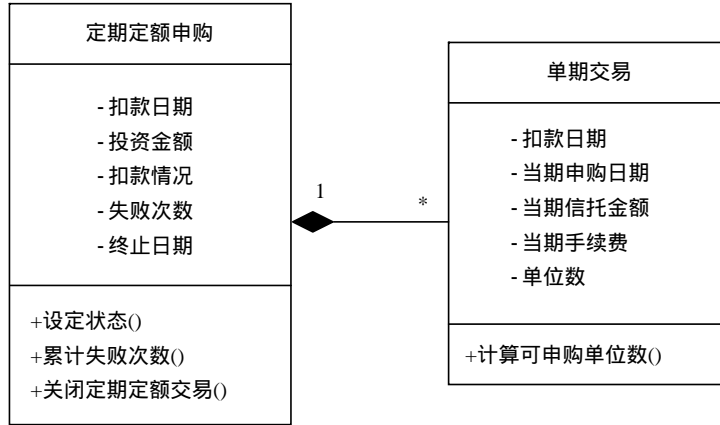 定期定额申购
- 扣款日期
- 投资金额
- 扣款情况
- 失败次数
- 终止日期
+设定状态()
+累计失败次数()
+关闭定期定额交易()
1
*
单期交易
- 扣款日期
- 当期申购日期
- 当期信托金额
- 当期手续费
- 单位数
+计算可申购单位数()